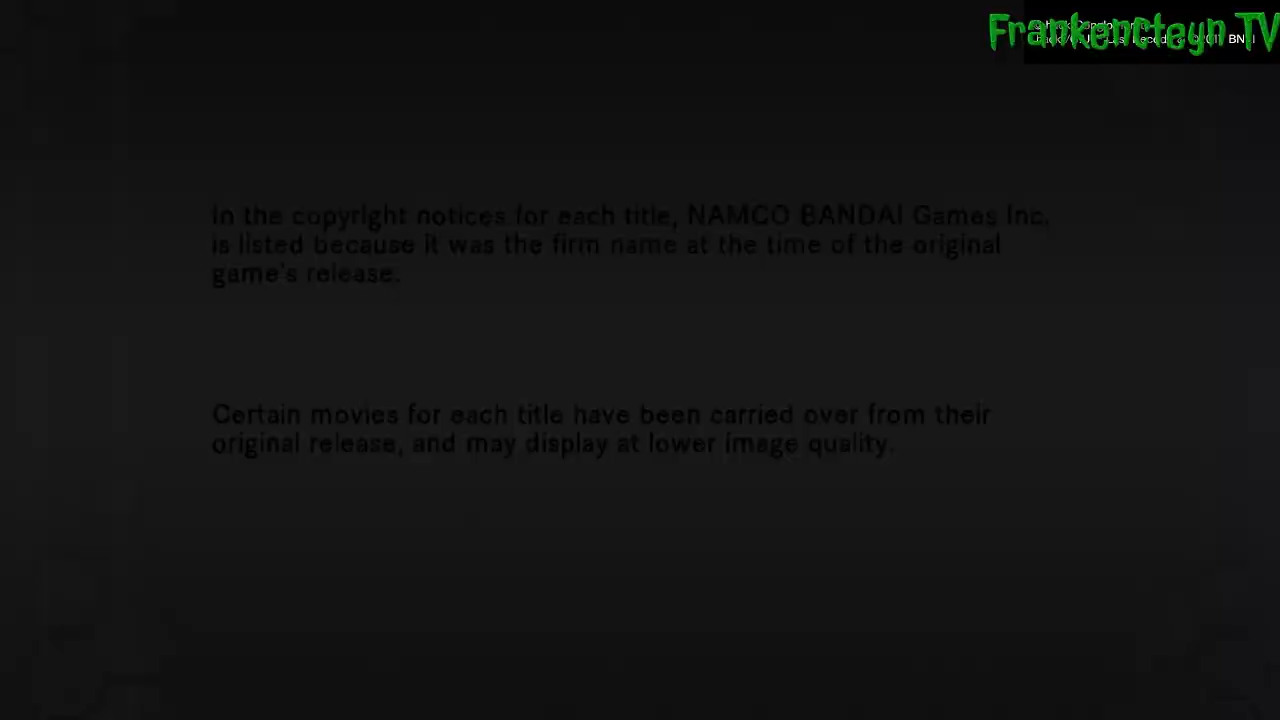 Frankencteyn TV
BN
In the copyright notices for each title, NAMCO BANDAI Games Inc.
is listed because it was the firm name at the time of the original
game's release.
Certain movies for each title have been carried over from their
original release, and may display at lower image quality.